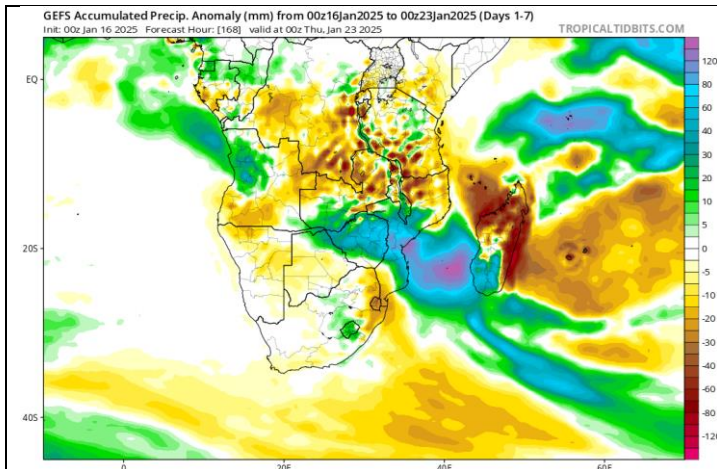 GEFS Accumulated Precip. Anomaly (mm) from 00z16Jan2025 to 00z23Jan2025 (Days 1-7)
Init: 00z Jan 16 2025 Forecast Hour: [168] valid at 00z Thu, Jan 23 2025 TROPICALTIDBITS.COM
EQ
20S
40S
0
20E
40E
60E
120
80
60
40
30
20
10
5
0
-5
-10
-20
-30
-40
-60
-80
-120